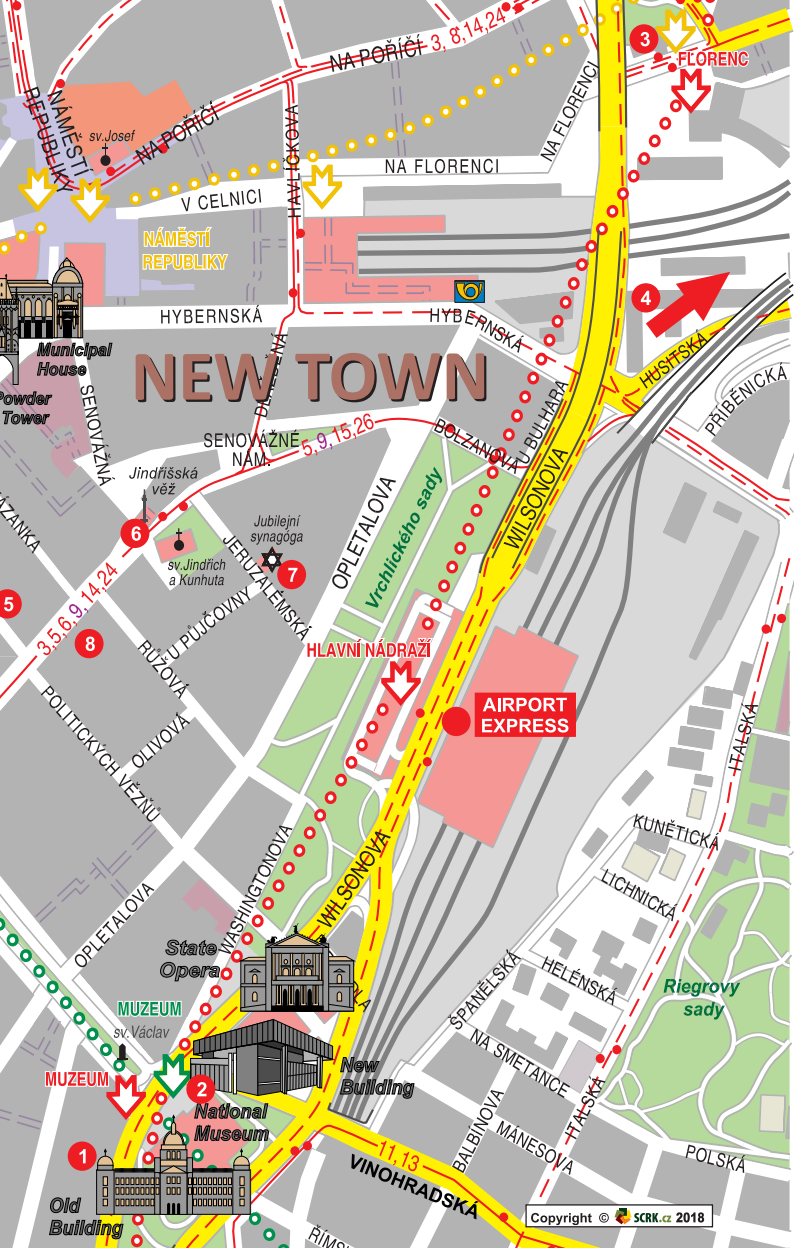 3
FLORENC
NA POŘÍČÍ 3, 8,14,24
NÁMĚSTÍ
REPUBLIKY
sv.Josef
NA POŘÍČÍ
HAVLÍČKOVA
NA FLORENCI
NA FLORENCI
V CELNICI
NÁMĚSTÍ
REPUBLIKY
4
HYBERNSKÁ
HYBERNSKÁ
HUSITSKÁ
Municipal
House
Powder
Tower
NEW TOWN
DLÁŽDĚNÁ
PŘIBĚNICKÁ
SENOVÁŽNÁ
SENOVÁŽNÉ
NÁM.
5, 9,15,26
BOLZANOVA
U BULHARA
WILSONOVA
Jindřišská
věž
OPLETALOVA
Vrchlického sady
Jubilejní
synagóga
6
sv.Jindřich
a Kunhuta
7
JERUZALÉMSKÁ
5
3,5,6,9,14,24
8
RŮŽOVÁ
U PŮJČOVNY
HLAVNÍ NÁDRAŽÍ
AIRPORT
EXPRESS
POLITICKÝCH VĚZŇŮ
OLIVOVÁ
ITALSKÁ
KUNĚTICKÁ
LICHNICKÁ
WASHINGTONOVA
WILSONOVA
OPLETALOVA
State
Opera
HELÉNSKÁ
ŠPANĚLSKÁ
Riegrovy
sady
MUZEUM
sv.Václav
NA SMETANCE
MUZEUM
2
New
Building
National
Museum
ITALSKÁ
BALBÍNOVA
MÁNESOVA
POLSKÁ
1
11,13
VINOHRADSKÁ
Old
Building
Copyright © SCRK.cz 2018